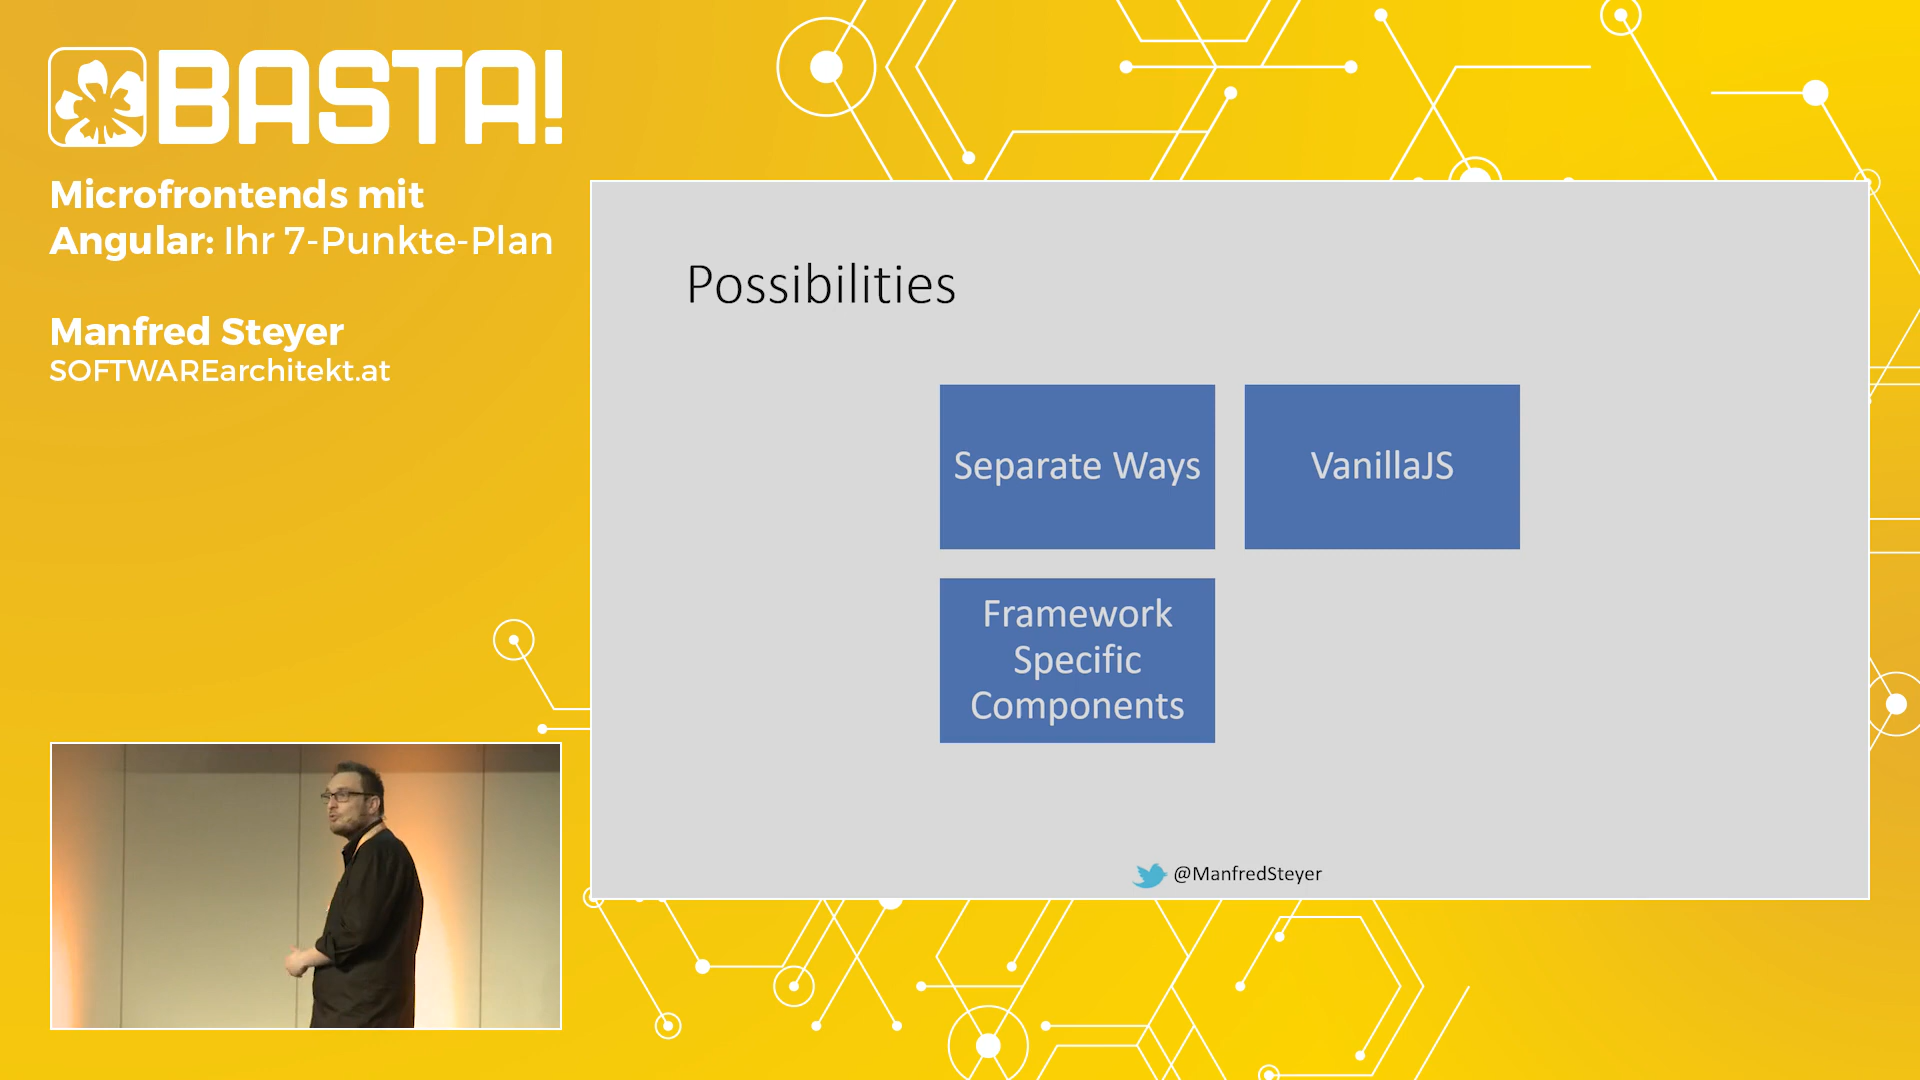 BASTA!
Microfrontends mit
Angular: Ihr 7-Punkte-Plan
Manfred Steyer
SOFTWAREarchitekt.at
Possibilities
Separate Ways
VanillaJS
Framework
Specific
Components
@ManfredSteyer